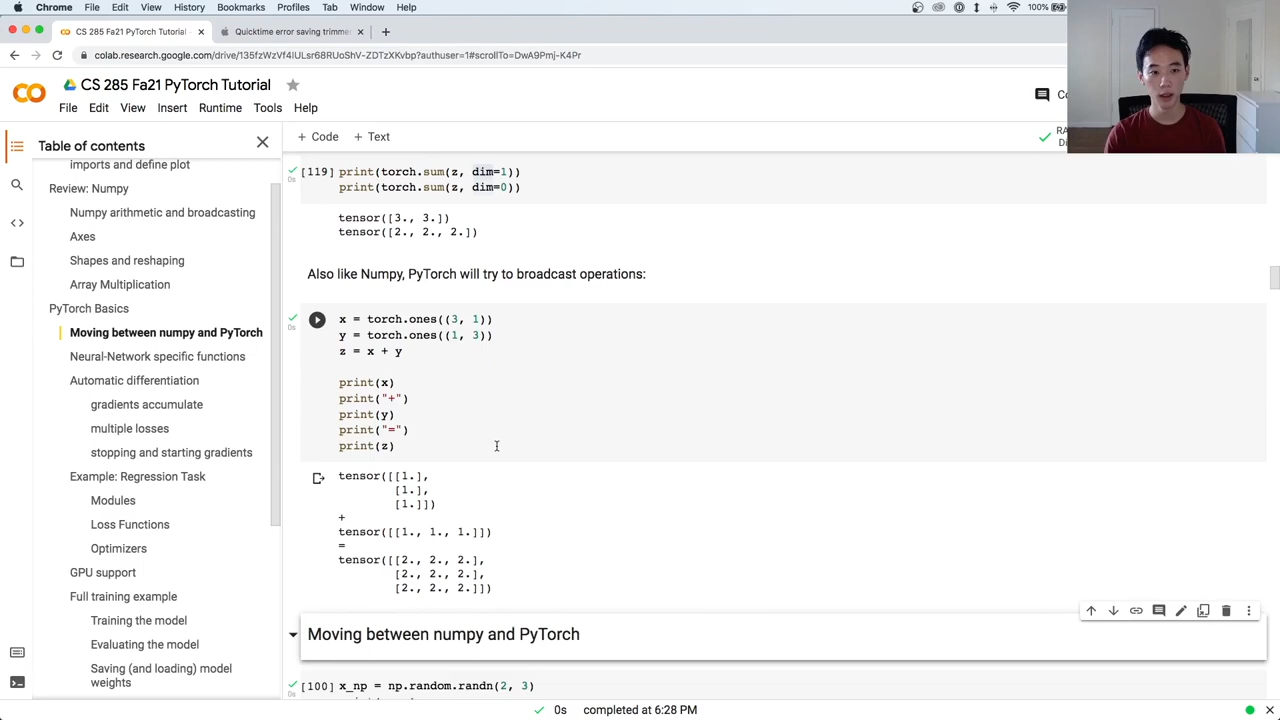 Chrome File Edit View History Bookmarks Profiles Tab Window Help 100%
CS 285 Fa21 PyTorch Tutorial - × Quicktime error saving trimmed × +
colab.research.google.com/drive/135fzWzVf4lULsr68RUoShV-ZDTzXKvbp?authuser=1#scrollTo=DwA9Pmj-K4Pr
CS 285 Fa21 PyTorch Tutorial
File Edit View Insert Runtime Tools Help
+ Code + Text
Table of contents
imports and define plot
Review: Numpy
Numpy arithmetic and broadcasting
Axes
Shapes and reshaping
Array Multiplication
PyTorch Basics
Moving between numpy and PyTorch
Neural-Network specific functions
Automatic differentiation
gradients accumulate
multiple losses
stopping and starting gradients
Example: Regression Task
Modules
Loss Functions
Optimizers
GPU support
Full training example
Training the model
Evaluating the model
Saving (and loading) model
weights
[119] print(torch.sum(z, dim=1))
print(torch.sum(z, dim=0))
0s
tensor([3., 3.])
tensor([2., 2., 2.])
Also like Numpy, PyTorch will try to broadcast operations:
x = torch.ones((3, 1))
0s
y = torch.ones((1, 3))
z = x + y
print(x)
print("+")
print(y)
print("=")
print(z)
tensor([[1.],
[1.],
[1.]])
+
tensor([[1., 1., 1.]])
=
tensor([[2., 2., 2.],
[2., 2., 2.],
[2., 2., 2.]])
Moving between numpy and PyTorch
[100] x_np = np.random.randn(2, 3)
0s completed at 6:28 PM